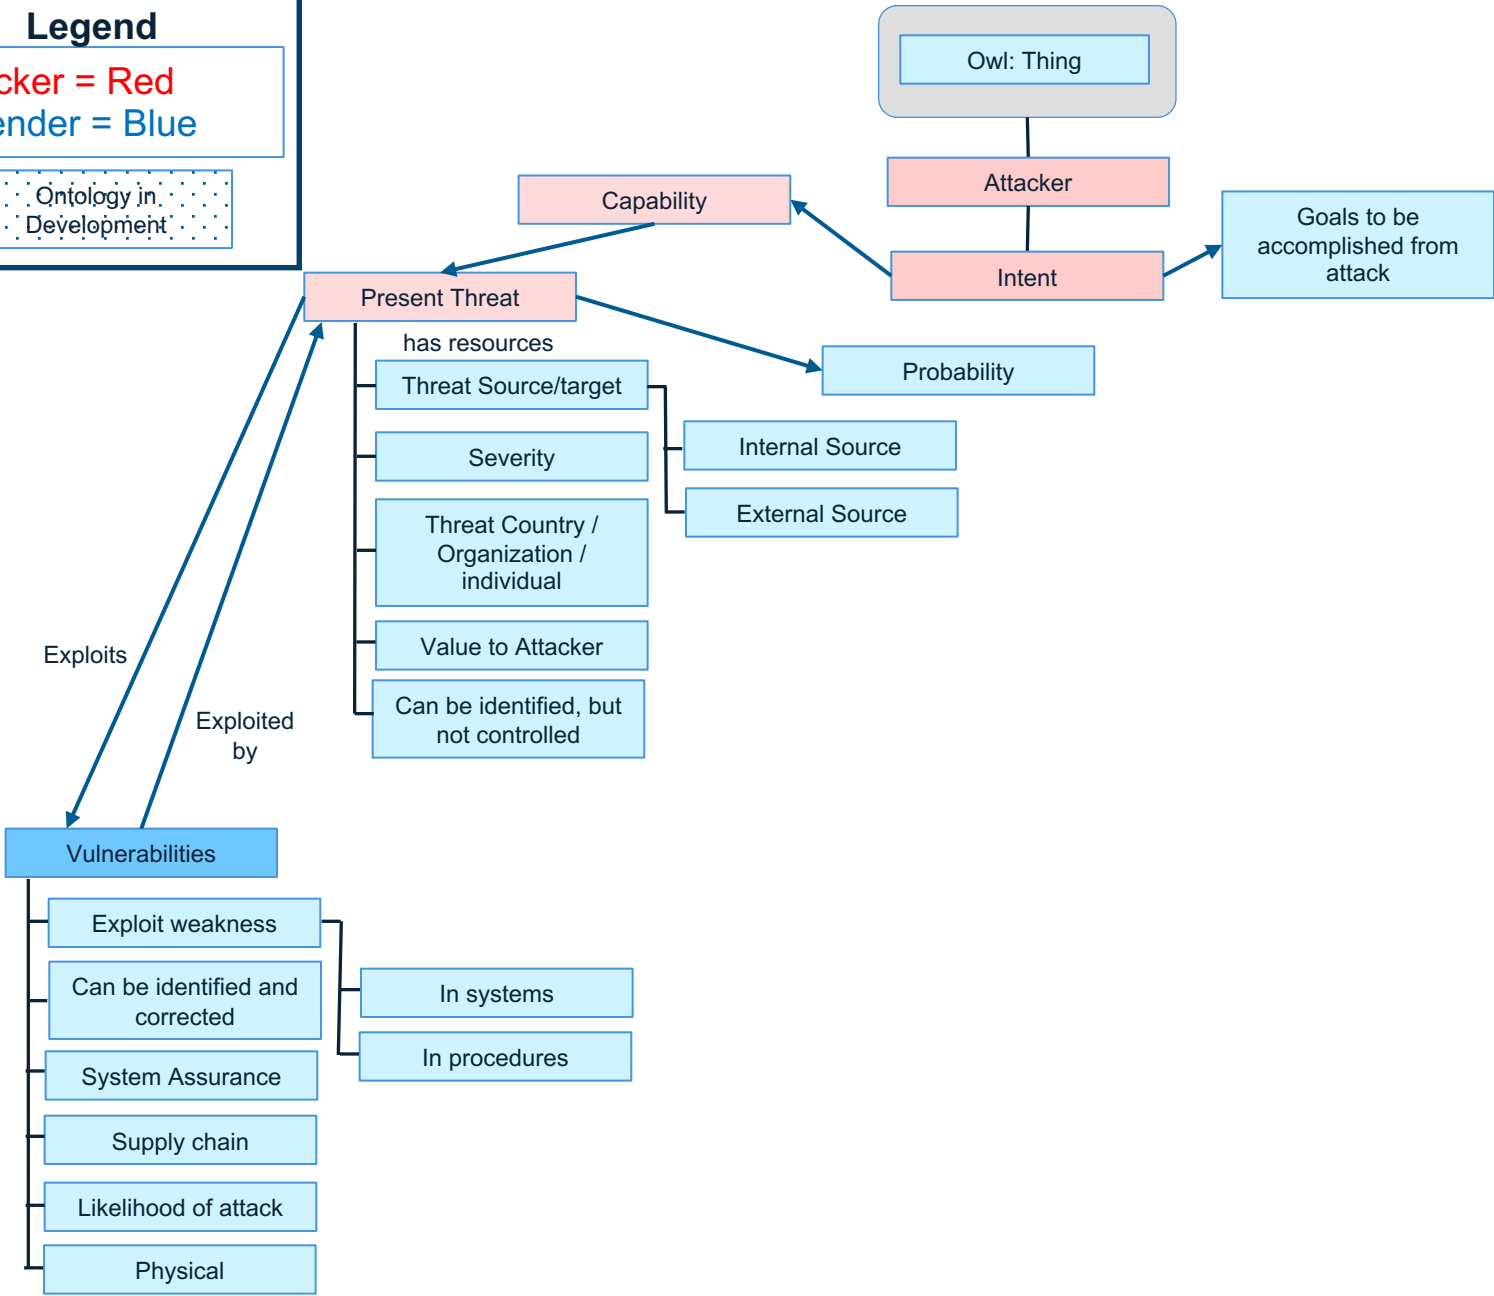 Legend
cker = Red
ender = Blue
Ontology in
Development
Owl: Thing
Attacker
Capability
Intent
Goals to be
accomplished from
attack
Present Threat
has resources
Probability
Threat Source/target
Internal Source
Severity
External Source
Threat Country /
Organization /
individual
Value to Attacker
Can be identified, but
not controlled
Exploits
Exploited
by
Vulnerabilities
Exploit weakness
In systems
In procedures
Can be identified and
corrected
System Assurance
Supply chain
Likelihood of attack
Physical